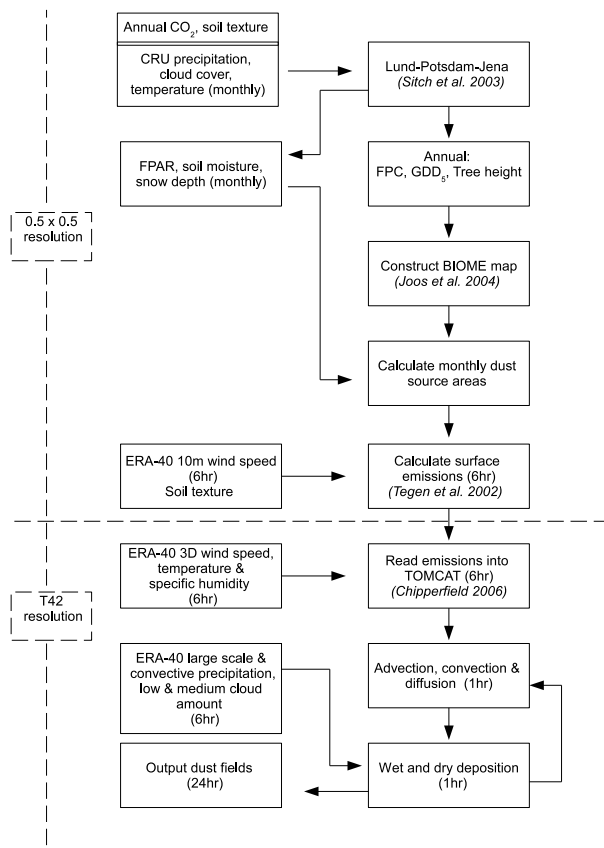 Annual CO2, soil texture
CRU precipitation,
cloud cover,
temperature (monthly)
Lund-Potsdam-Jena
(Sitch et al. 2003)
FPAR, soil moisture,
snow depth (monthly)
Annual:
FPC, GDD5, Tree height
0.5 x 0.5
resolution
Construct BIOME map
(Joos et al. 2004)
Calculate monthly dust
source areas
ERA-40 10m wind speed
(6hr)
Soil texture
Calculate surface
emissions (6hr)
(Tegen et al. 2002)
ERA-40 3D wind speed,
temperature &
specific humidity
(6hr)
Read emissions into
TOMCAT (6hr)
(Chipperfield 2006)
T42
resolution
ERA-40 large scale &
convective precipitation,
low & medium cloud
amount
(6hr)
Advection, convection &
diffusion (1hr)
Output dust fields
(24hr)
Wet and dry deposition
(1hr)